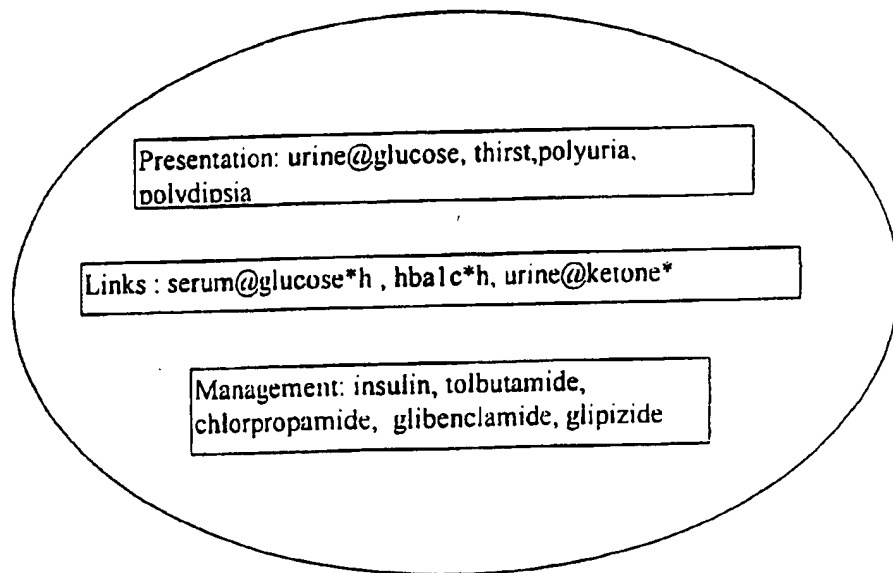 Presentation: urine@glucose, thirst,polyuria,
polydipsia
Links : serum@glucose*h , hba1c*h, urine@ketone*
Management: insulin, tolbutamide,
chlorpropamide, glibenclamide, glipizide